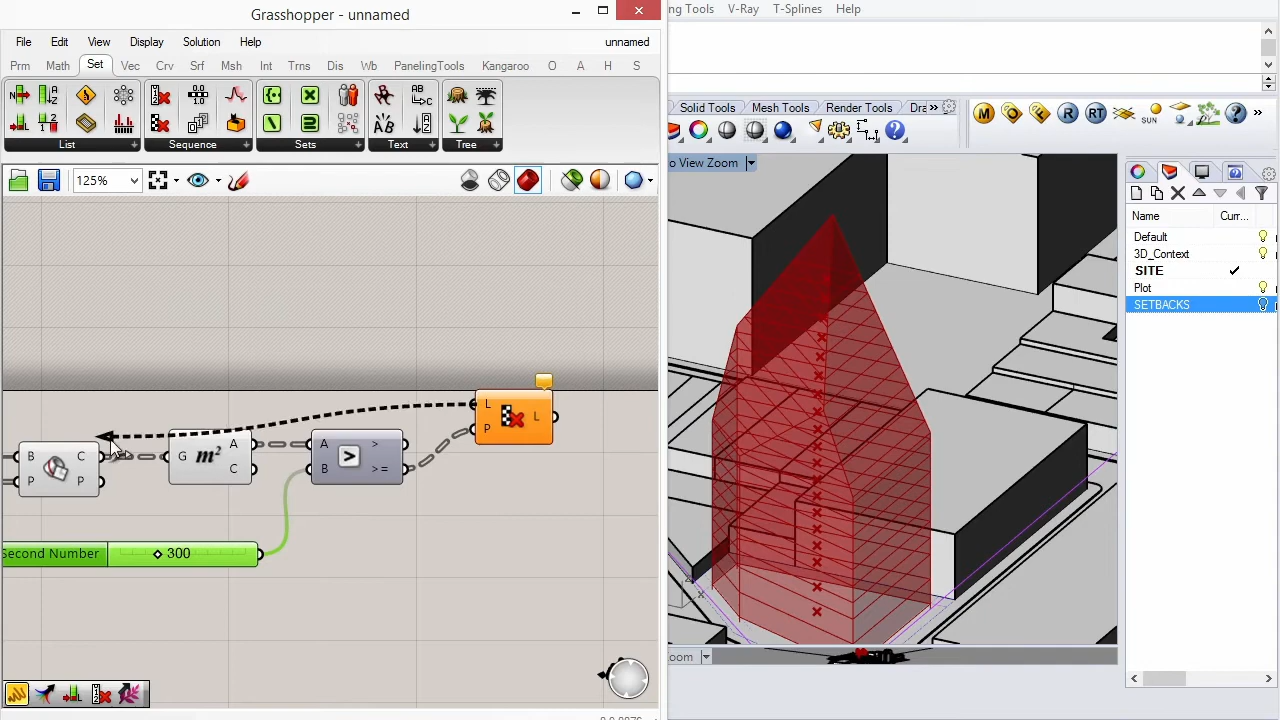 Grasshopper - unnamed
File Edit View Display Solution Help
unnamed
Prm Math Set Vec Crv Srf Msh Int Trns Dis Wb PanelingTools Kangaroo O A H S
List Sequence Sets Text Tree
125%
B C
P P
G m² A
C
A >
B >=
L L
P
Second Number 300
ng Tools V-Ray T-Splines Help
Solid Tools Mesh Tools Render Tools Dra »
M R RT SUN »
o View Zoom
Name Curr...
Default
3D_Context
SITE
Plot
SETBACKS
x
oom